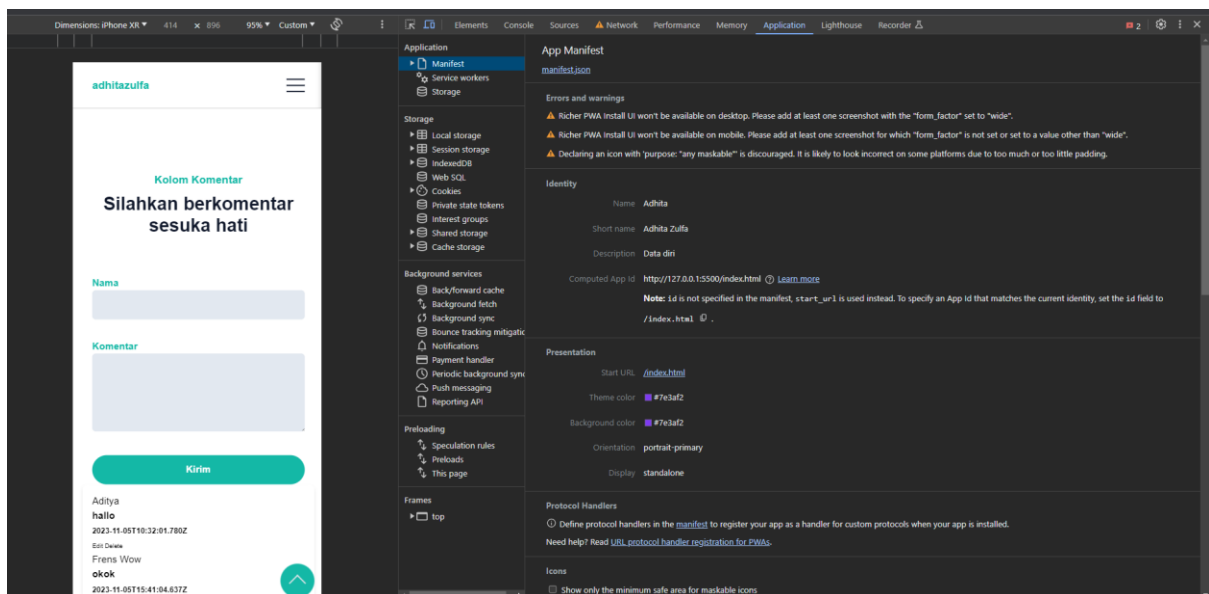 Dimensions: iPhone XR ▼ 414 x 896 95% ▼ Custom ▼
Elements Console Sources Network Performance Memory Application Lighthouse Recorder
2
adhitazulfa
Kolom Komentar
Silahkan berkomentar
sesuka hati
Nama
Komentar
Kirim
Aditya
hallo
2023-11-05T10:32:01.780Z
Edit Delete
Frens Wow
okok
2023-11-05T15:41:04.637Z
Application
Manifest
Service workers
Storage
Storage
Local storage
Session storage
IndexedDB
Web SQL
Cookies
Private state tokens
Interest groups
Shared storage
Cache storage
Background services
Back/forward cache
Background fetch
Background sync
Bounce tracking mitigatic
Notifications
Payment handler
Periodic background sync
Push messaging
Reporting API
Preloading
Speculation rules
Preloads
This page
Frames
top
App Manifest
manifest.json
Errors and warnings
Richer PWA Install UI won't be available on desktop. Please add at least one screenshot with the "form_factor" set to "wide".
Richer PWA Install UI won't be available on mobile. Please add at least one screenshot for which "form_factor" is not set or set to a value other than "wide".
Declaring an icon with 'purpose: "any maskable"' is discouraged. It is likely to look incorrect on some platforms due to too much or too little padding.
Identity
Name Adhita
Short name Adhita Zulfa
Description Data diri
Computed App Id http://127.0.0.1:5500/index.html Learn more
Note: id is not specified in the manifest, start_url is used instead. To specify an App Id that matches the current identity, set the id field to
/index.html .
Presentation
Start URL /index.html
Theme color #7e3af2
Background color #7e3af2
Orientation portrait-primary
Display standalone
Protocol Handlers
Define protocol handlers in the manifest to register your app as a handler for custom protocols when your app is installed.
Need help? Read URL protocol handler registration for PWAs.
Icons
Show only the minimum safe area for maskable icons